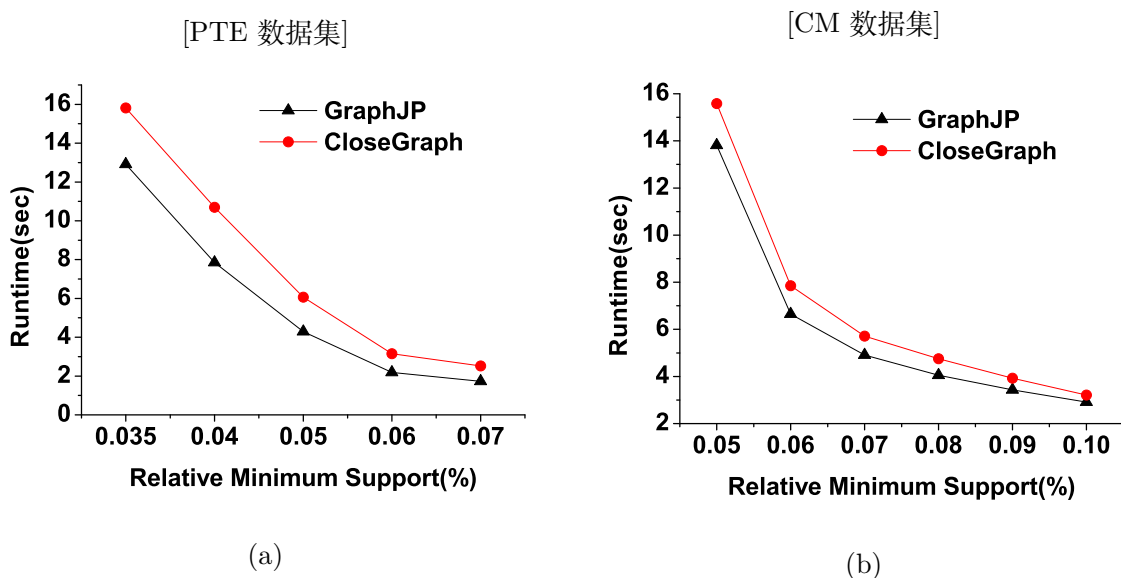 [PTE 数据集]
16
14
12
10
8
6
4
2
0
Runtime(sec)
GraphJP
CloseGraph
0.035 0.04 0.05 0.06 0.07
Relative Minimum Support(%)
(a)
[CM 数据集]
16
14
12
10
8
6
4
2
Runtime(sec)
GraphJP
CloseGraph
0.05 0.06 0.07 0.08 0.09 0.10
Relative Minimum Support(%)
(b)